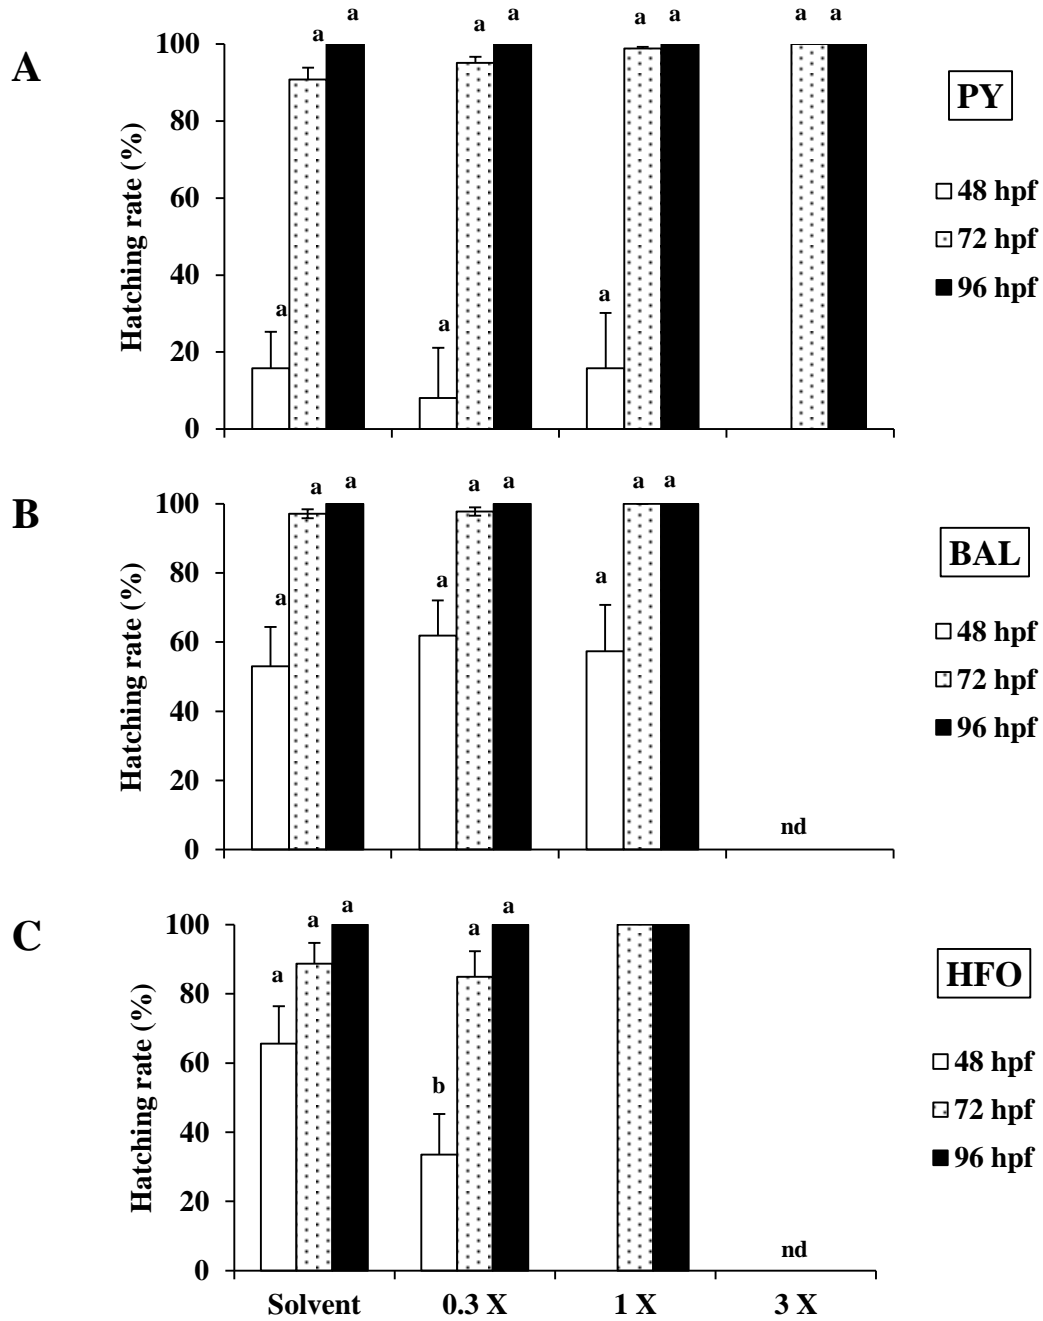 A
PY
Hatching rate (%)
100
80
60
40
20
0
a a a
a a a
a a a
a a
48 hpf
72 hpf
96 hpf
B
BAL
Hatching rate (%)
100
80
60
40
20
0
a a a
a a a
a a a
nd
48 hpf
72 hpf
96 hpf
C
HFO
Hatching rate (%)
100
80
60
40
20
0
a a a
b a a
nd
48 hpf
72 hpf
96 hpf
Solvent 0.3 X 1 X 3 X